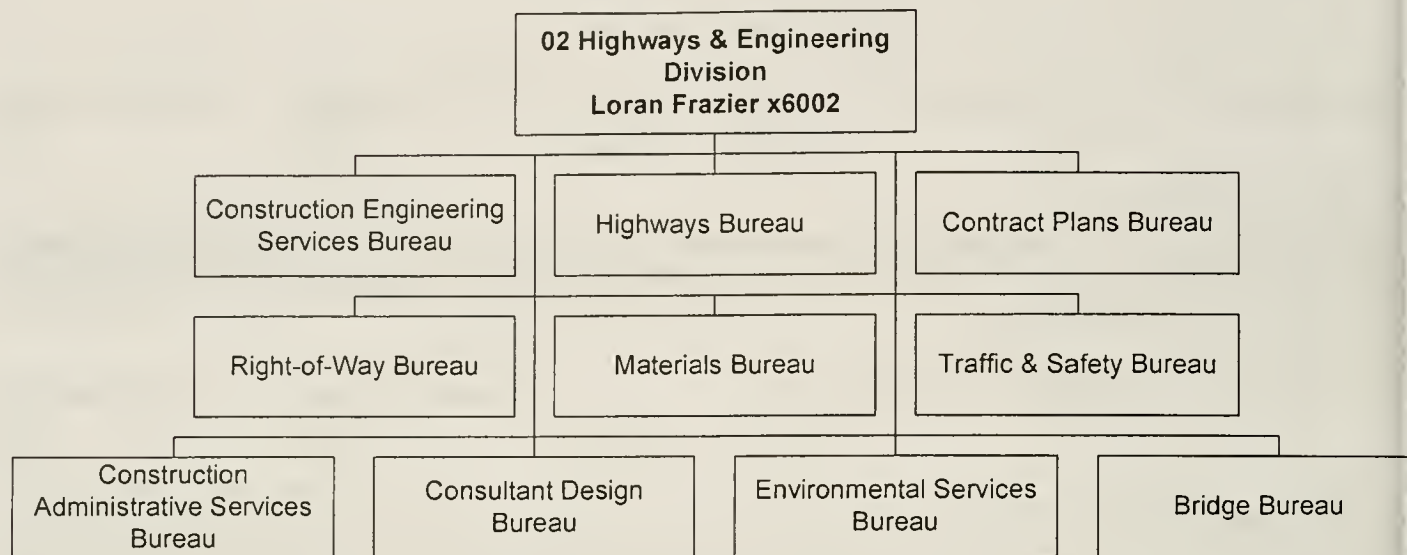 02 Highways & Engineering
Division
Loran Frazier x6002
Construction Engineering
Services Bureau
Highways Bureau
Contract Plans Bureau
Right-of-Way Bureau
Materials Bureau
Traffic & Safety Bureau
Construction
Administrative Services
Bureau
Consultant Design
Bureau
Environmental Services
Bureau
Bridge Bureau